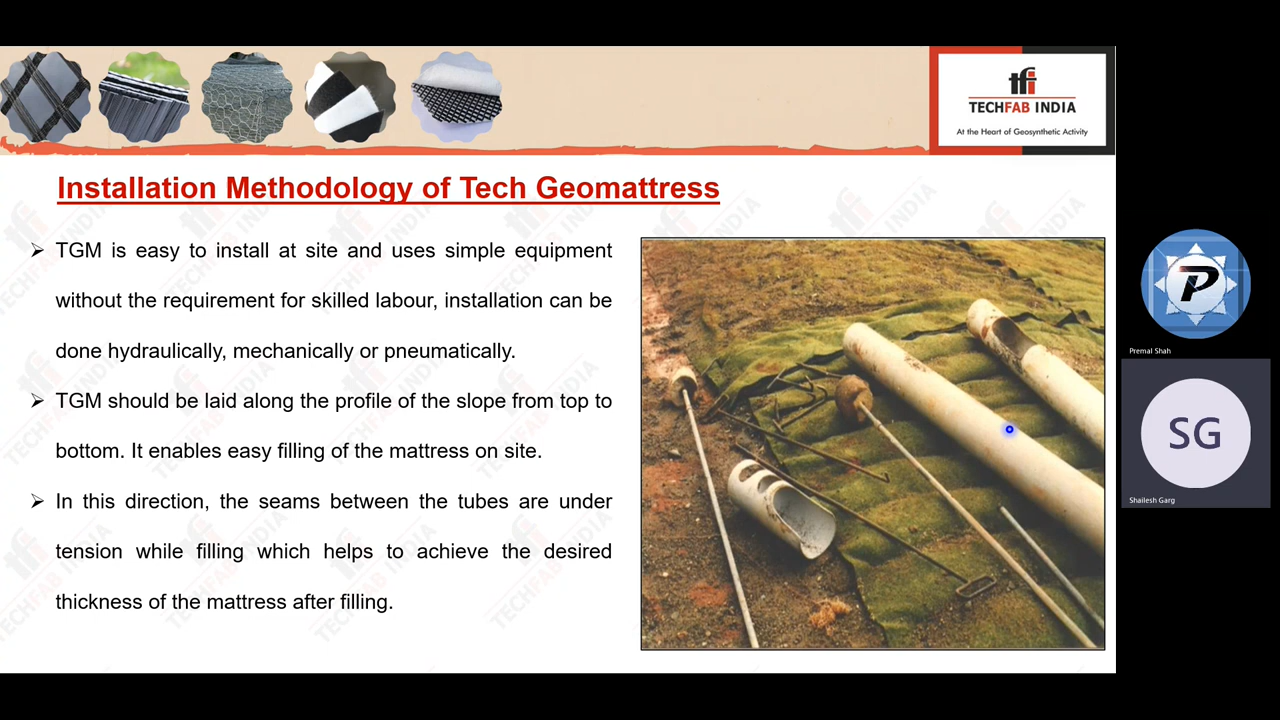 tfi
TECHFAB INDIA
At the Heart of Geosynthetic Activity
Installation Methodology of Tech Geomattress
➢ TGM is easy to install at site and uses simple equipment
without the requirement for skilled labour, installation can be
done hydraulically, mechanically or pneumatically.
➢ TGM should be laid along the profile of the slope from top to
bottom. It enables easy filling of the mattress on site.
➢ In this direction, the seams between the tubes are under
tension while filling which helps to achieve the desired
thickness of the mattress after filling.
P
Premal Shah
SG
Shailesh Garg